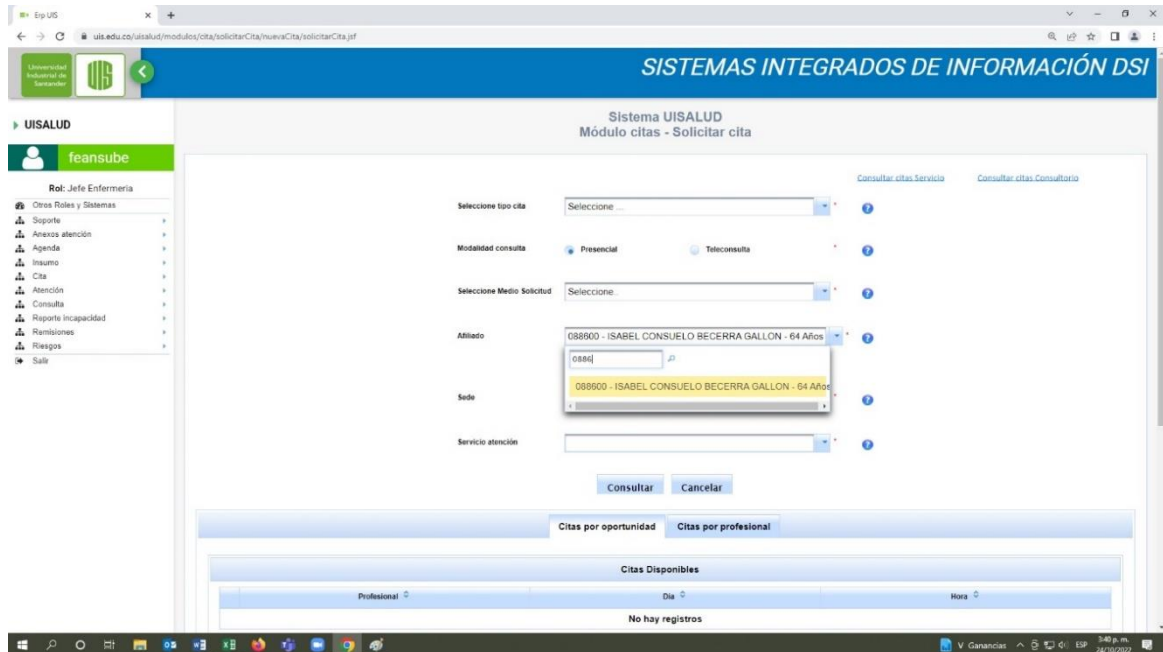 Erp UIS
uis.edu.co/uisalud/modulos/cita/solicitarCita/nuevaCita/solicitarCita.jsf
Universidad
Industrial de
Santander
UIS
SISTEMAS INTEGRADOS DE INFORMACIÓN DSI
UISALUD
feansube
Rol: Jefe Enfermeria
Otros Roles y Sistemas
Soporte
Anexos atención
Agenda
Insumo
Cita
Atención
Consulta
Reporte incapacidad
Remisiones
Riesgos
Salir
Sistema UISALUD
Módulo citas - Solicitar cita
Consultar citas Servicio Consultar citas Consultorio
Seleccione tipo cita Seleccione ... *
Modalidad consulta Presencial Teleconsulta *
Seleccione Medio Solicitud Seleccione.. *
Afiliado 088600 - ISABEL CONSUELO BECERRA GALLON - 64 Años *
0886
088600 - ISABEL CONSUELO BECERRA GALLON - 64 Años
Sede *
Servicio atención *
Consultar Cancelar
Citas por oportunidad Citas por profesional
Citas Disponibles
Profesional Dia Hora
No hay registros
Ganancias ESP 3:40 p. m.
24/10/2022